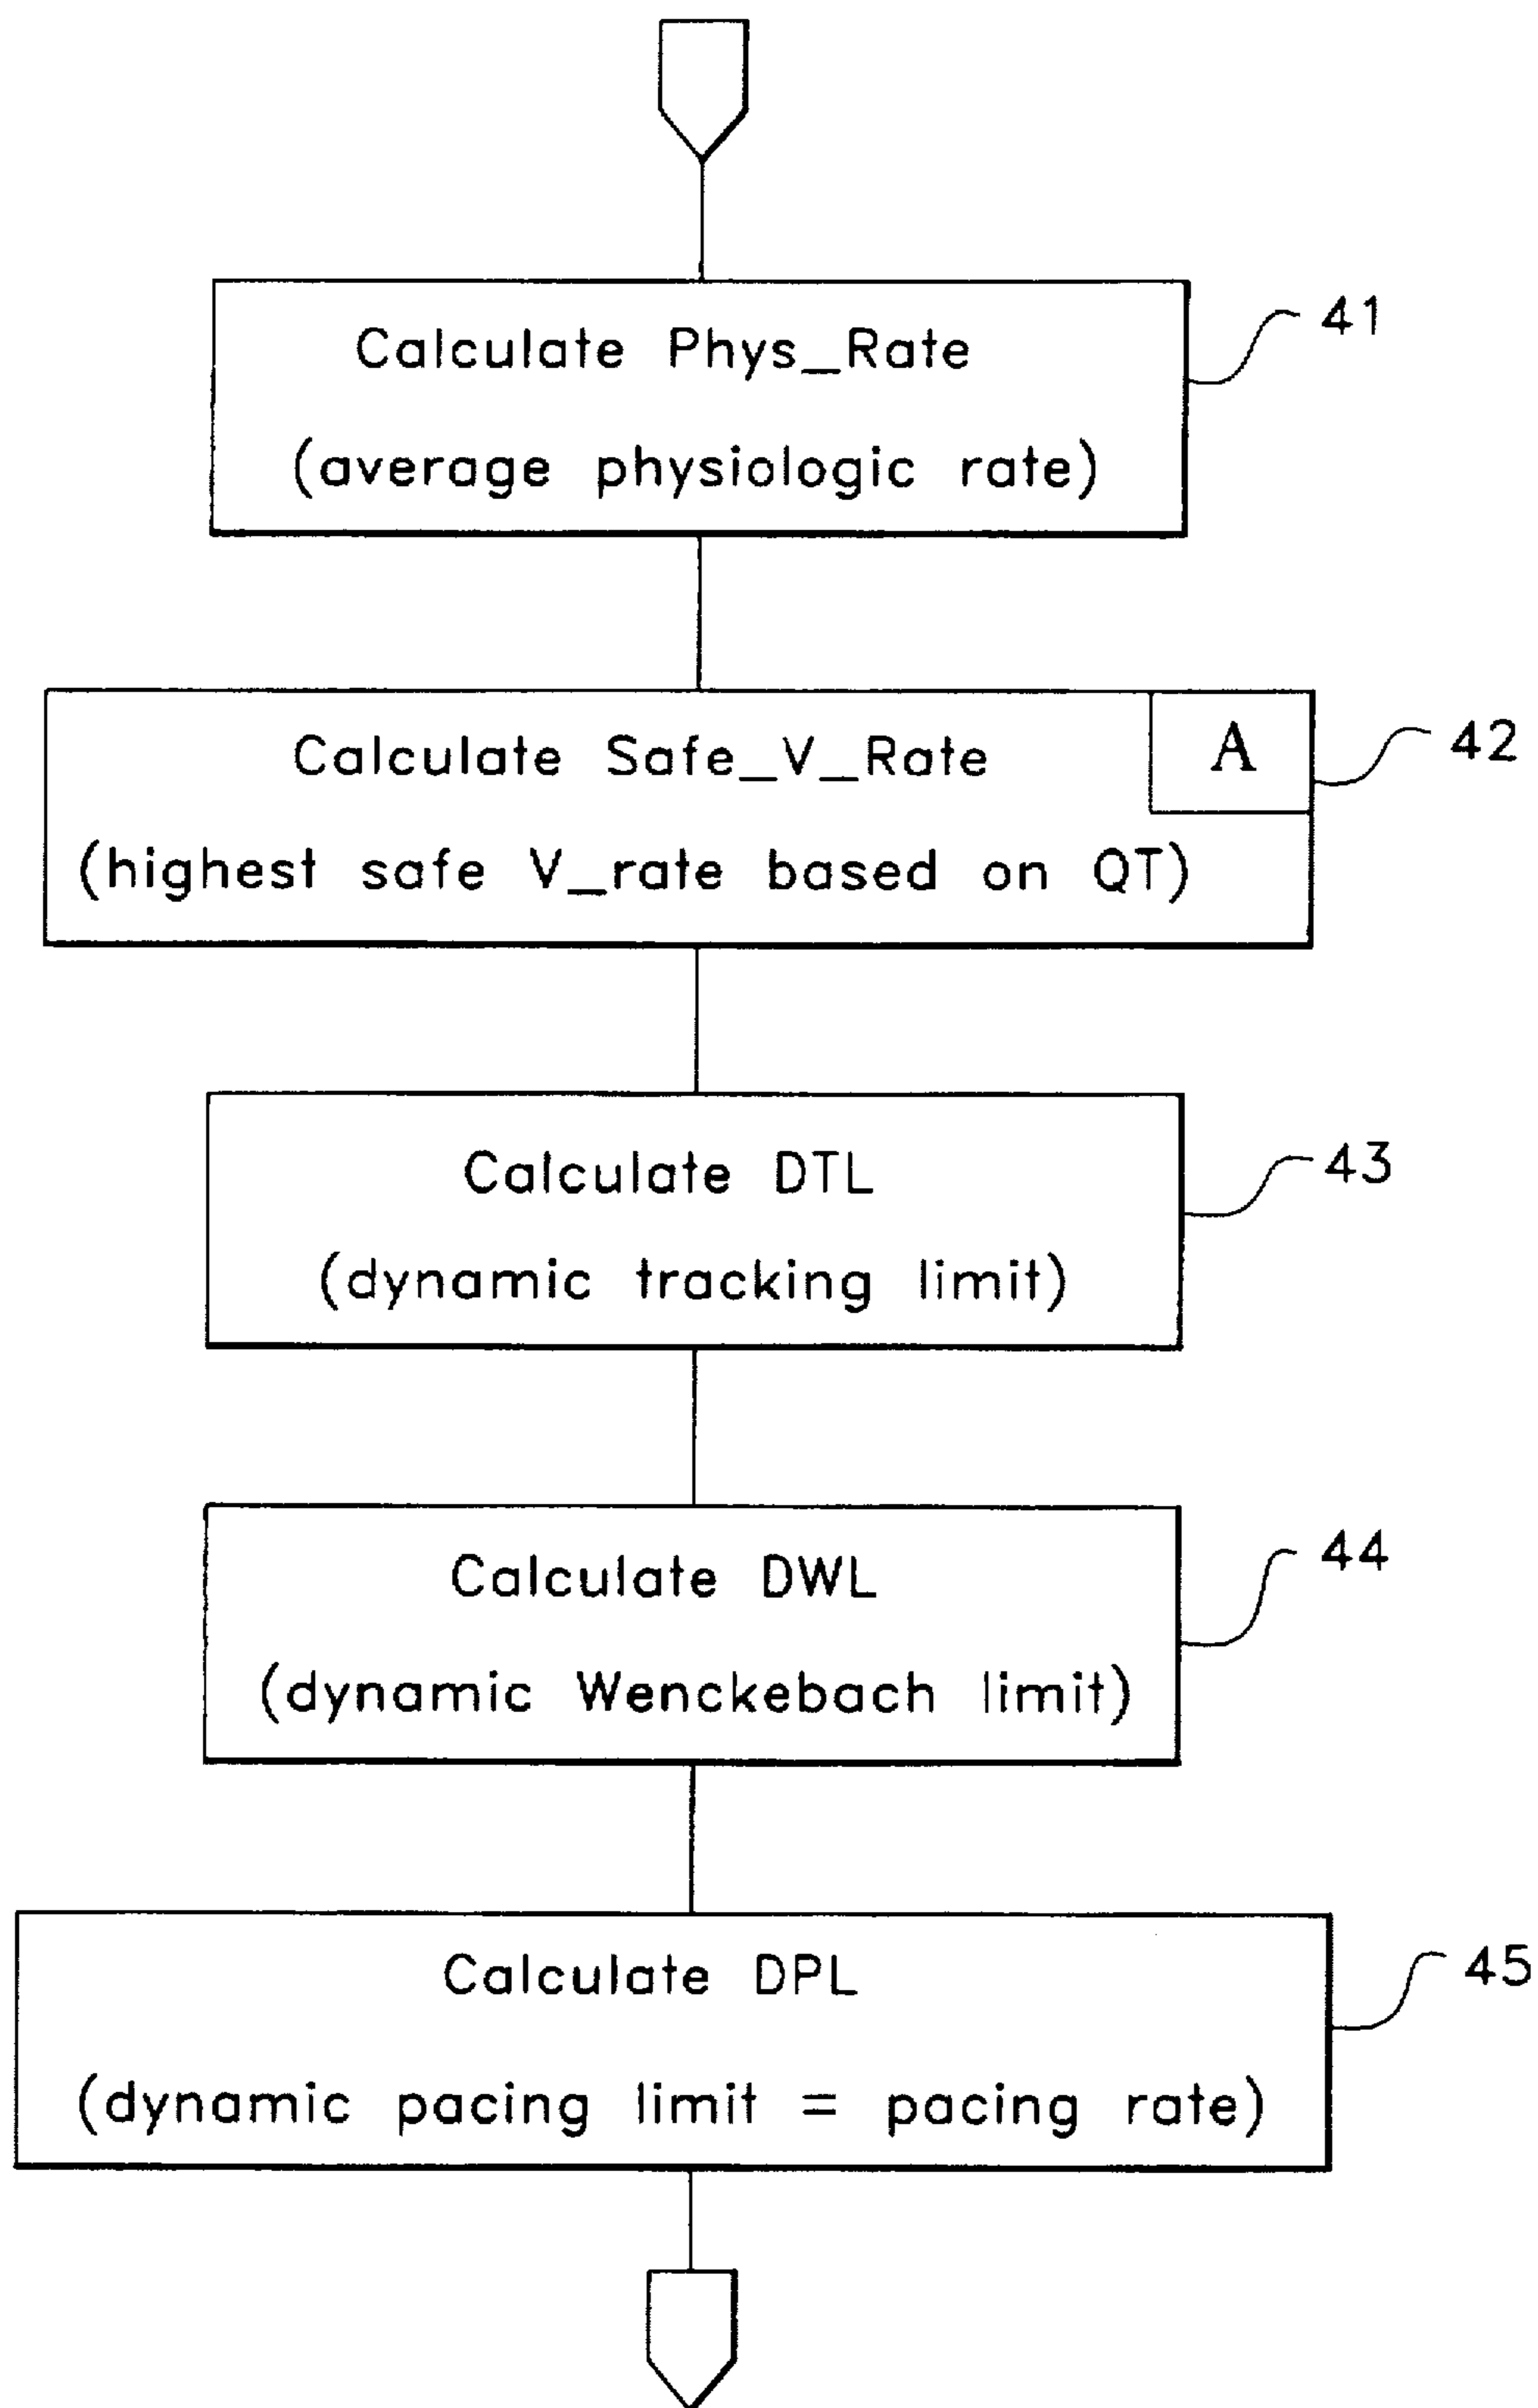 Calculate Phys_Rate
(average physiologic rate)
41
Calculate Safe_V_Rate
A
42
(highest safe V_rate based on QT)
Calculate DTL
(dynamic tracking limit)
43
Calculate DWL
(dynamic Wenckebach limit)
44
Calculate DPL
(dynamic pacing limit = pacing rate)
45